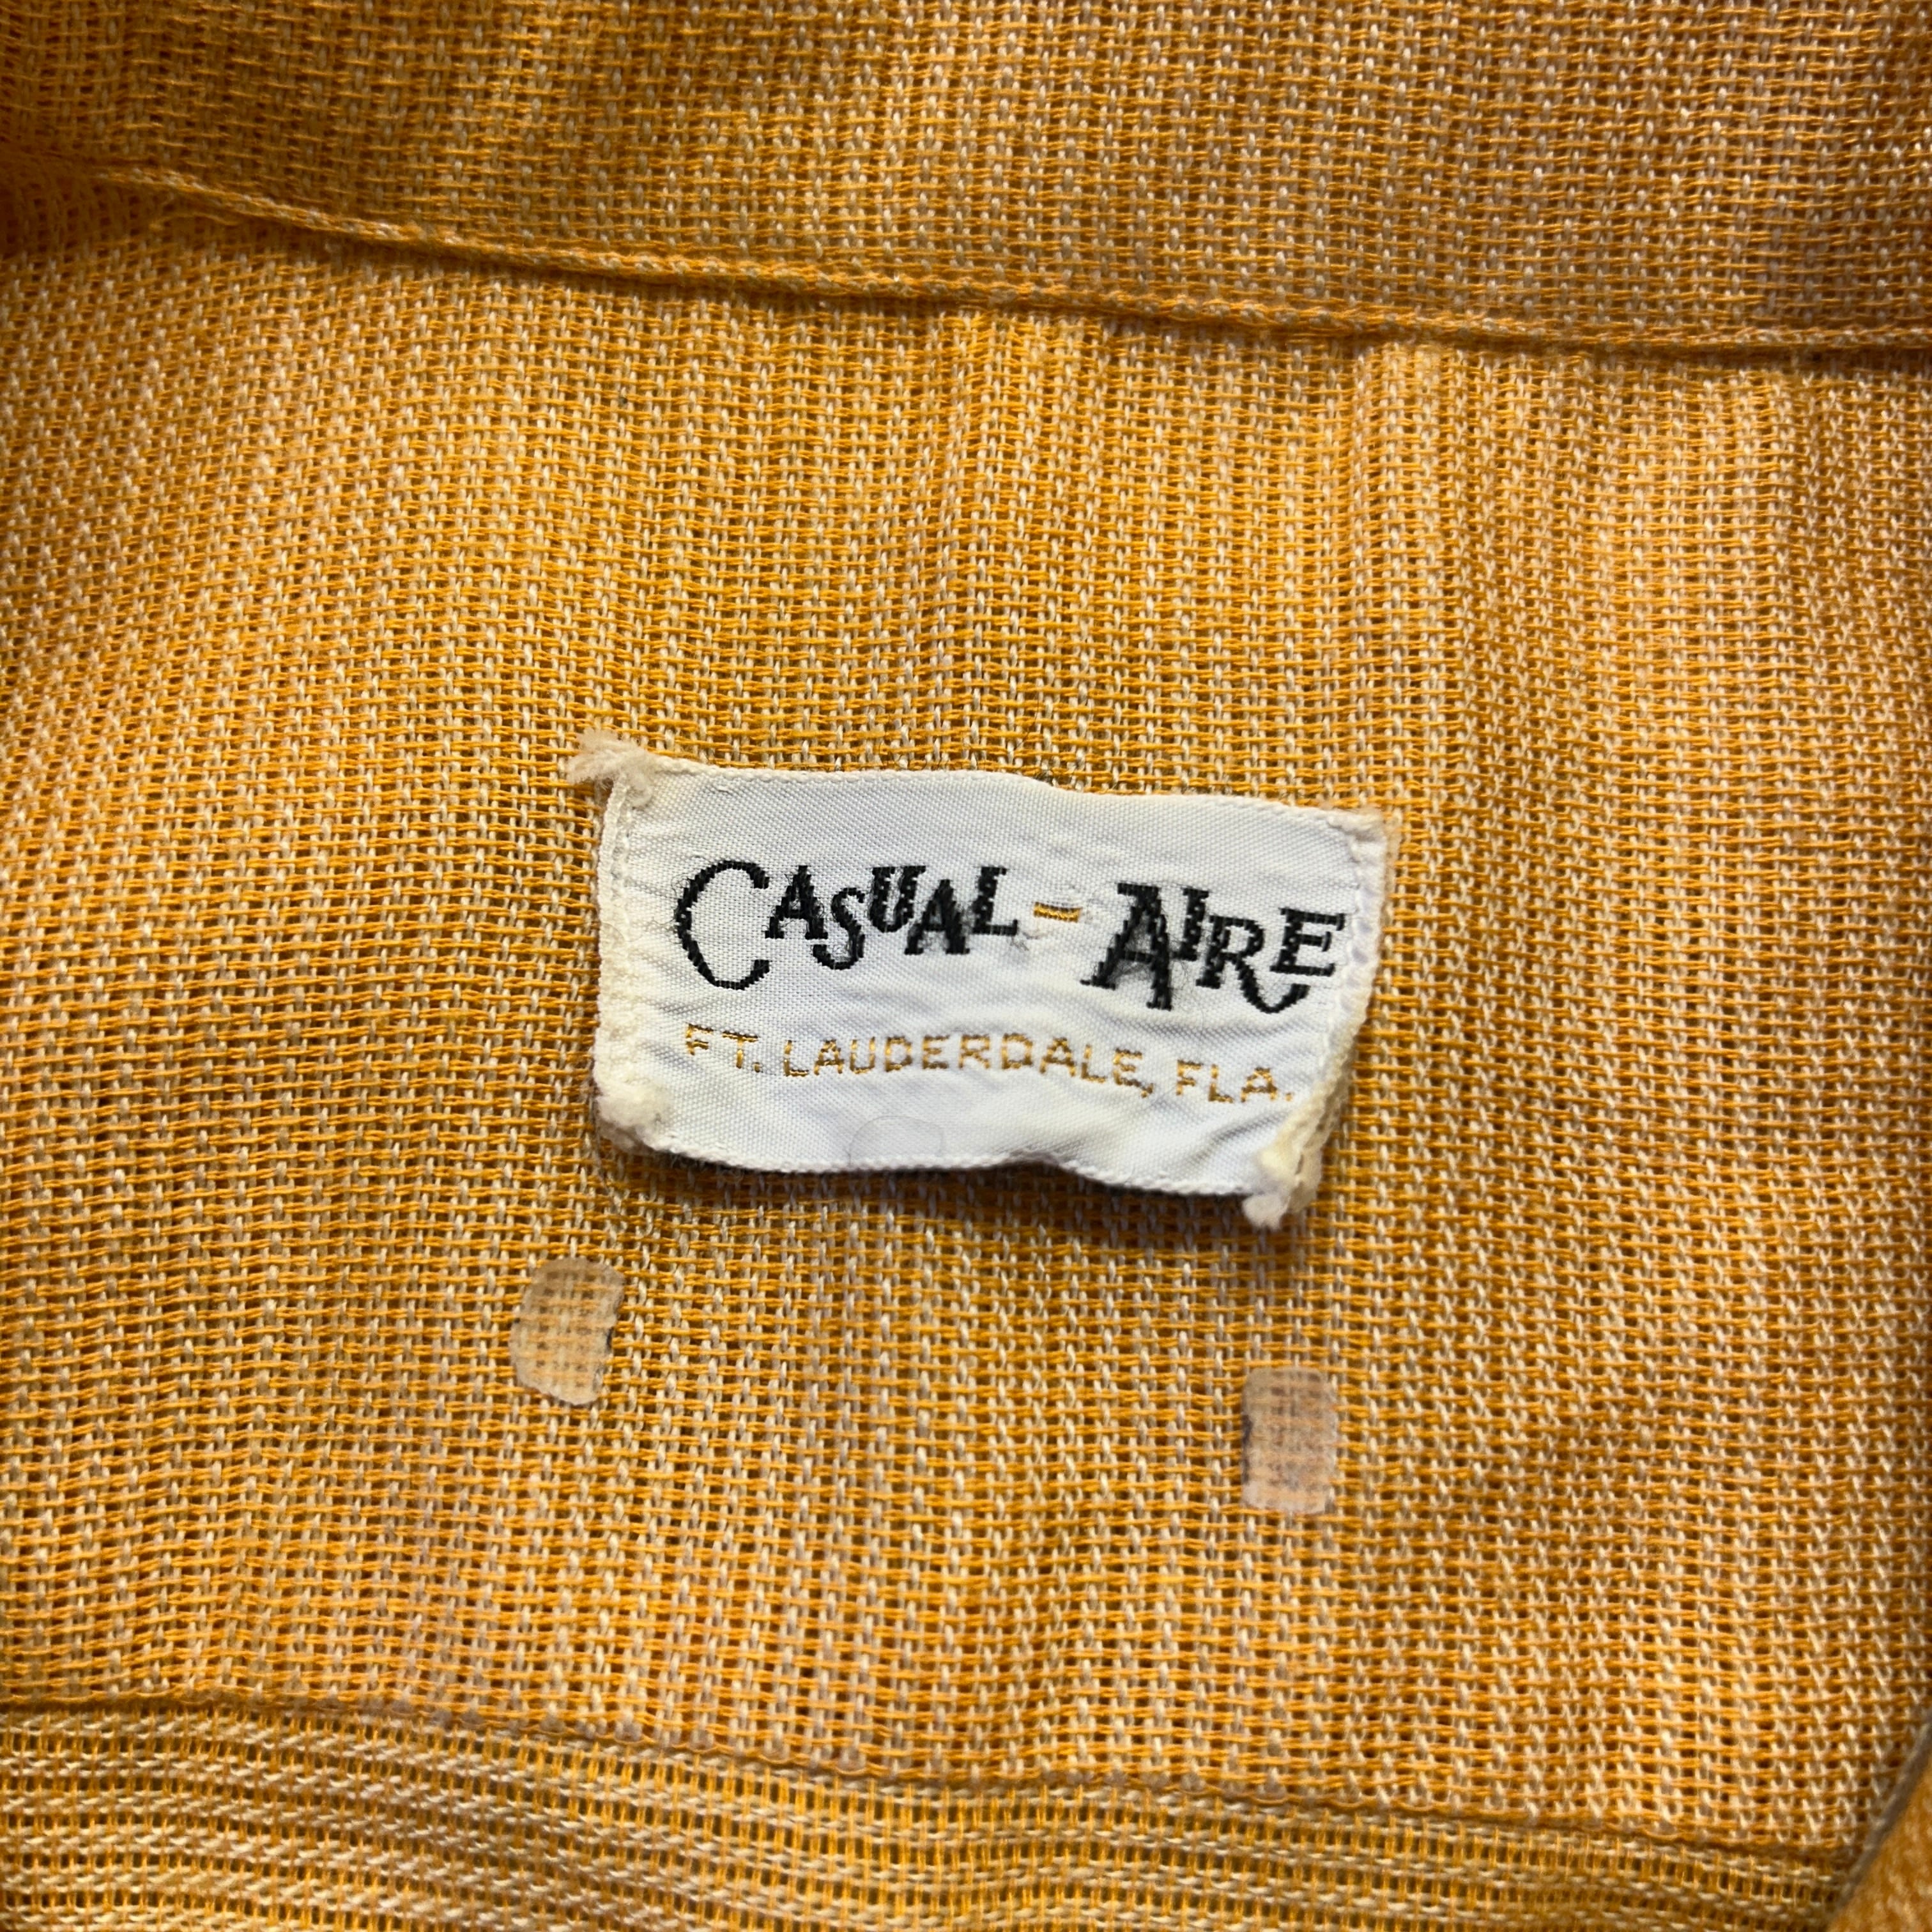 CASUAL-AIRE
FT. LAUDERDALE, FLA.